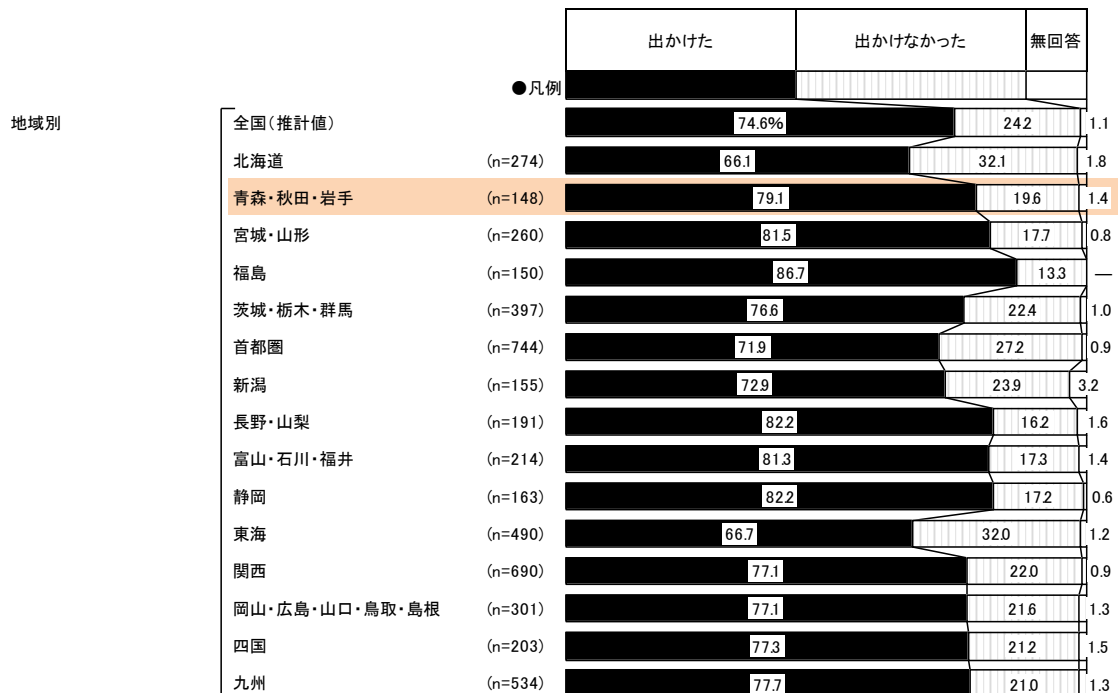 出かけた 出かけなかった 無回答
●凡例
地域別 全国(推計値) 74.6% 24.2 1.1
北海道 (n=274) 66.1 32.1 1.8
青森・秋田・岩手 (n=148) 79.1 19.6 1.4
宮城・山形 (n=260) 81.5 17.7 0.8
福島 (n=150) 86.7 13.3 —
茨城・栃木・群馬 (n=397) 76.6 22.4 1.0
首都圏 (n=744) 71.9 27.2 0.9
新潟 (n=155) 72.9 23.9 3.2
長野・山梨 (n=191) 82.2 16.2 1.6
富山・石川・福井 (n=214) 81.3 17.3 1.4
静岡 (n=163) 82.2 17.2 0.6
東海 (n=490) 66.7 32.0 1.2
関西 (n=690) 77.1 22.0 0.9
岡山・広島・山口・鳥取・島根 (n=301) 77.1 21.6 1.3
四国 (n=203) 77.3 21.2 1.5
九州 (n=534) 77.7 21.0 1.3